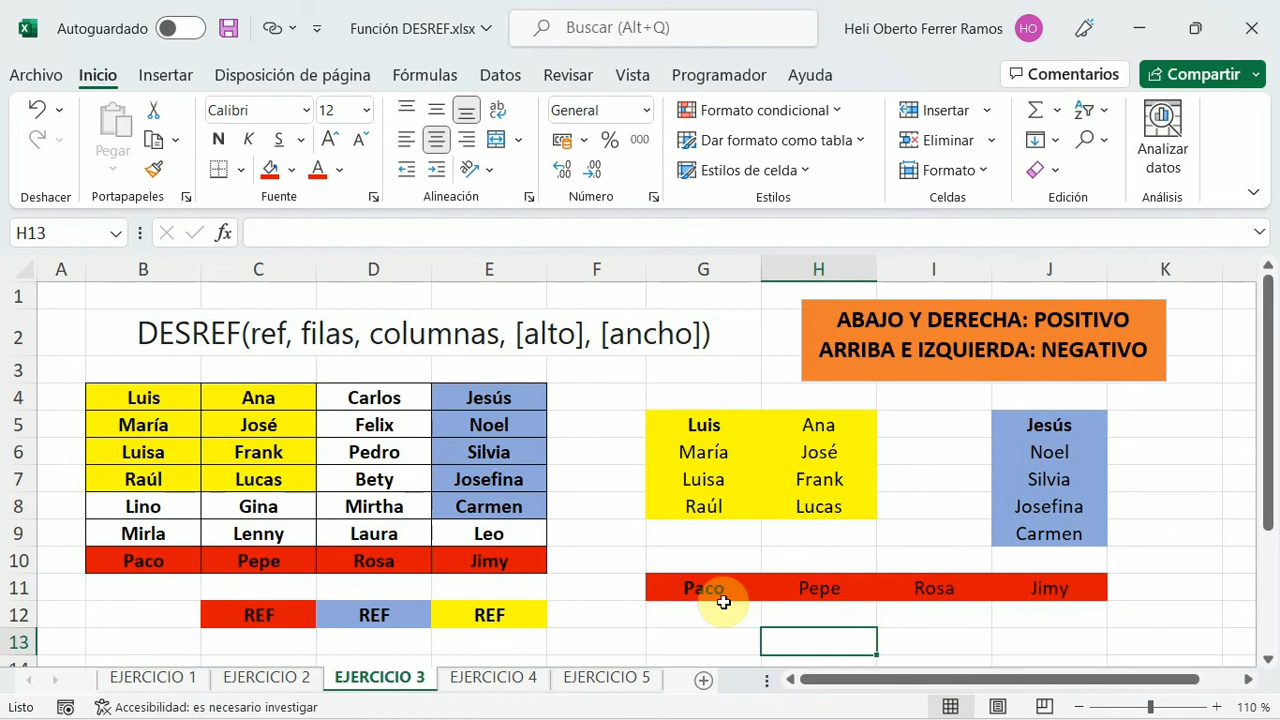 Autoguardado Función DESREF.xlsx Buscar (Alt+Q) Heli Oberto Ferrer Ramos HO
Archivo Inicio Insertar Disposición de página Fórmulas Datos Revisar Vista Programador Ayuda Comentarios Compartir
Calibri 12 General Formato condicional Insertar
Pegar N K S Dar formato como tabla Eliminar Analizar datos
Estilos de celda Formato
Deshacer Portapapeles Fuente Alineación Número Estilos Celdas Edición Análisis
H13 fx
A B C D E F G H I J K
1
2 DESREF(ref, filas, columnas, [alto], [ancho])
ABAJO Y DERECHA: POSITIVO
ARRIBA E IZQUIERDA: NEGATIVO
3
4 Luis Ana Carlos Jesús
5 María José Felix Noel Luis Ana Jesús
6 Luisa Frank Pedro Silvia María José Noel
7 Raúl Lucas Bety Josefina Luisa Frank Silvia
8 Lino Gina Mirtha Carmen Raúl Lucas Josefina
9 Mirla Lenny Laura Leo Carmen
10 Paco Pepe Rosa Jimy
11 Paco Pepe Rosa Jimy
12 REF REF REF
13
14
EJERCICIO 1 EJERCICIO 2 EJERCICIO 3 EJERCICIO 4 EJERCICIO 5
Listo Accesibilidad: es necesario investigar 110 %